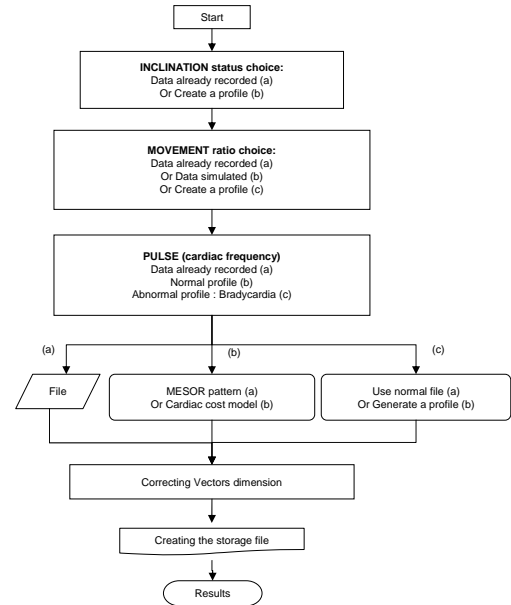 Start
INCLINATION status choice:
Data already recorded (a)
Or Create a profile (b)
MOVEMENT ratio choice:
Data already recorded (a)
Or Data simulated (b)
Or Create a profile (c)
PULSE (cardiac frequency)
Data already recorded (a)
Normal profile (b)
Abnormal profile : Bradycardia (c)
(a)
(b)
(c)
File
MESOR pattern (a)
Or Cardiac cost model (b)
Use normal file (a)
Or Generate a profile (b)
Correcting Vectors dimension
Creating the storage file
Results